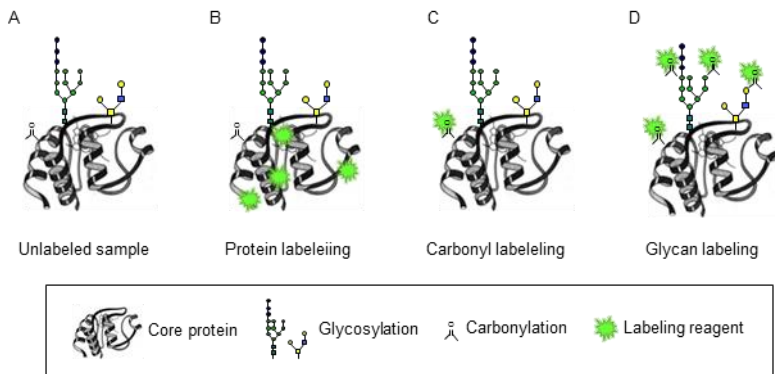 A
B
C
D
Unlabeled sample
Protein labeleiing
Carbonyl labeleling
Glycan labeling
Core protein
Glycosylation
Carbonylation
Labeling reagent